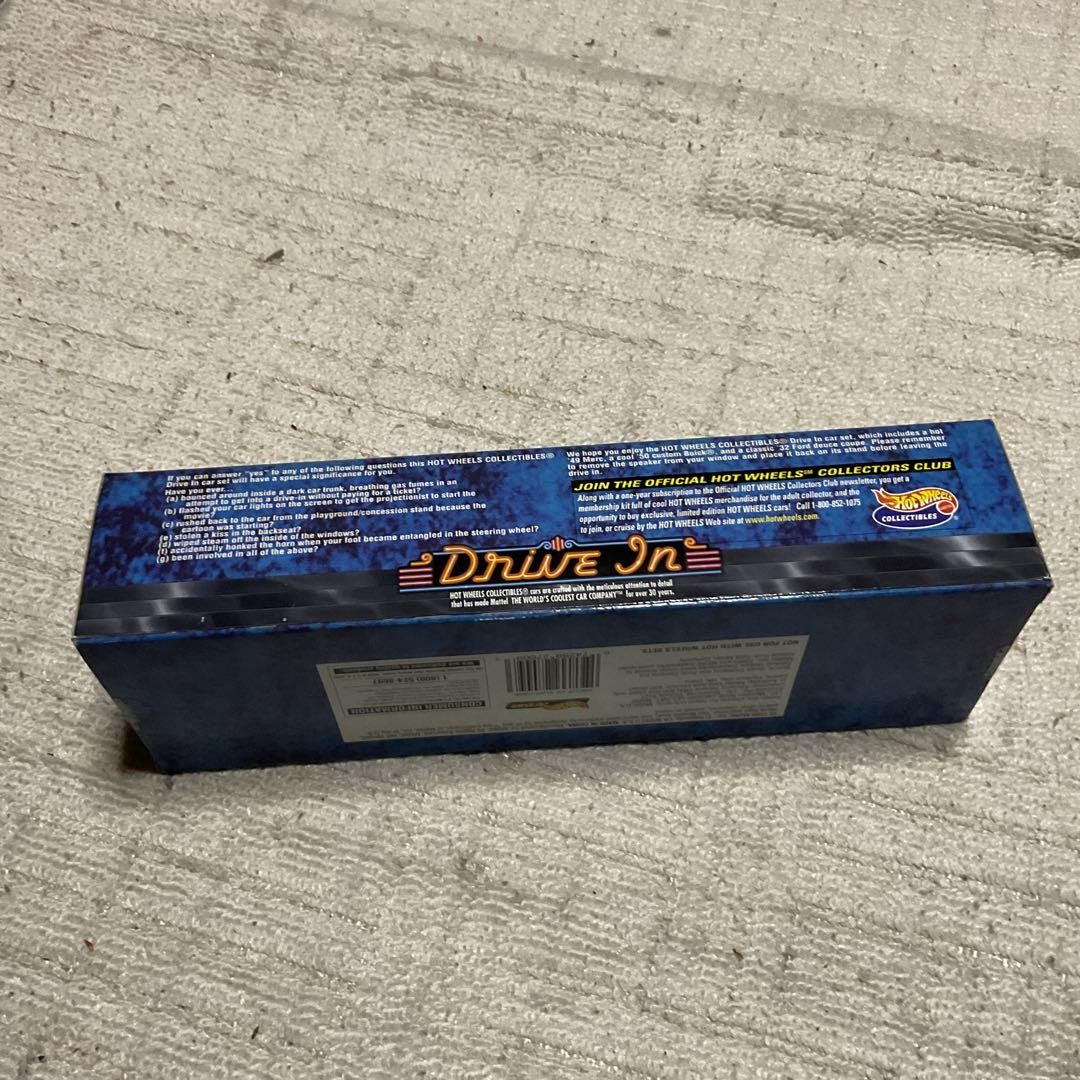 If you can answer "yes" to any of the following questions this HOT WHEELS COLLECTIBLES®
Drive In car set will have a special significance for you.
Have you ever...
(a) bounced around inside a dark car trunk, breathing gas fumes in an
attempt to get into a drive-in without paying for a ticket?
(b) flashed your car lights on the screen to get the projectionist to start the
movie?
(c) rushed back to the car from the playground/concession stand because the
cartoon was starting?
(e) stolen a kiss in the backseat?
(d) wiped steam off the inside of the windows?
(f) accidentally honked the horn when your foot became entangled in the steering wheel?
(g) been involved in all of the above?
We hope you enjoy the HOT WHEELS COLLECTIBLES® Drive In car set, which includes a hot
'49 Merc, a cool '50 custom Buick®, and a classic '32 Ford deuce coupe. Please remember
to remove the speaker from your window and place it back on its stand before leaving the
drive in.
JOIN THE OFFICIAL HOT WHEELS℠ COLLECTORS CLUB
Along with a one-year subscription to the Official HOT WHEELS Collectors Club newsletter, you get a
membership kit full of cool HOT WHEELS merchandise for the adult collector, and the
opportunity to buy exclusive, limited edition HOT WHEELS cars! Call 1-800-852-1075
to join, or cruise by the HOT WHEELS Web site at www.hotwheels.com.
HOT WHEELS
COLLECTIBLES
Drive In
HOT WHEELS COLLECTIBLES® cars are crafted with the meticulous attention to detail
that has made Mattel THE WORLD'S COOLEST CAR COMPANY™ for over 30 years.
CONSUMER INFORMATION
1 (800) 524-8697
NOT FOR USE WITH HOT WHEELS SETS.